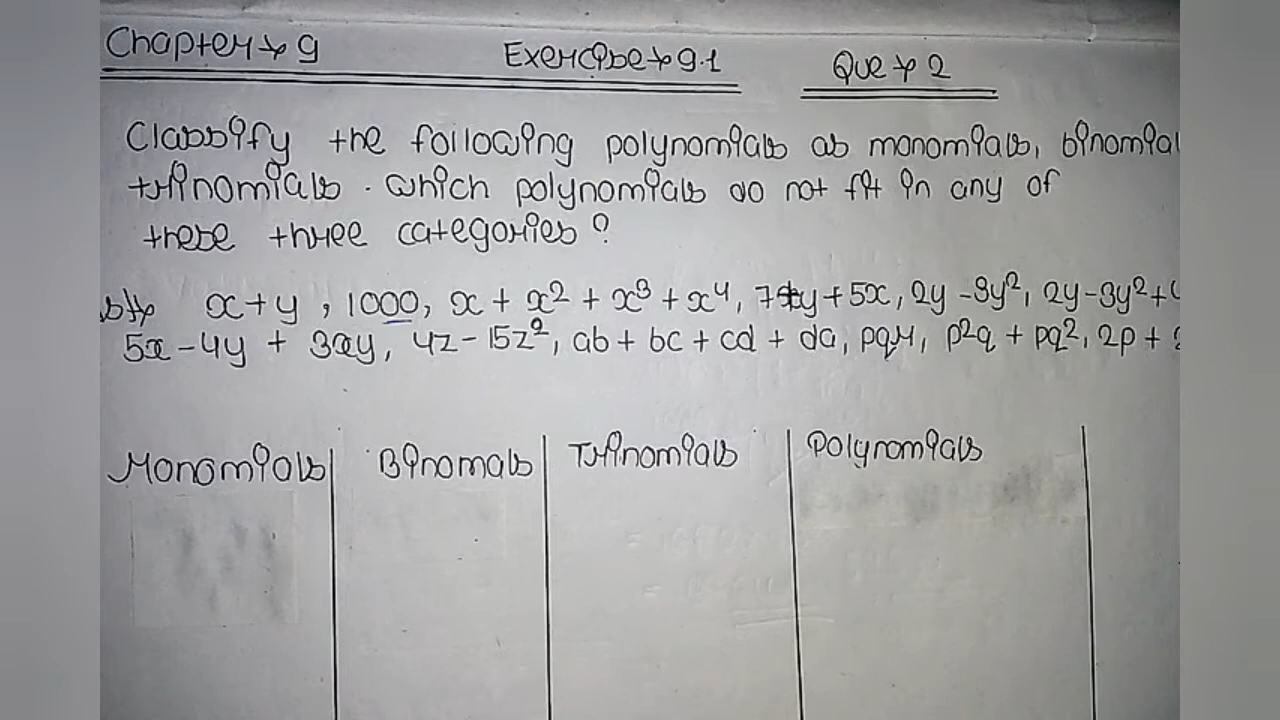 Chapter → 9 Exercise → 9.1 Que → 2
Classify the following polynomials as monomials, binomial
trinomials. which polynomials do not fit in any of
these three categories?
x + y, 1000, x + x² + x³ + x⁴, 7+y + 5x, 2y - 3y², 2y - 3y² +
5x - 4y + 3xy, 4z - 15z², ab + bc + cd + da, pqr, p²q + pq², 2p +
Monomials Binomals Trinomials Polynomials